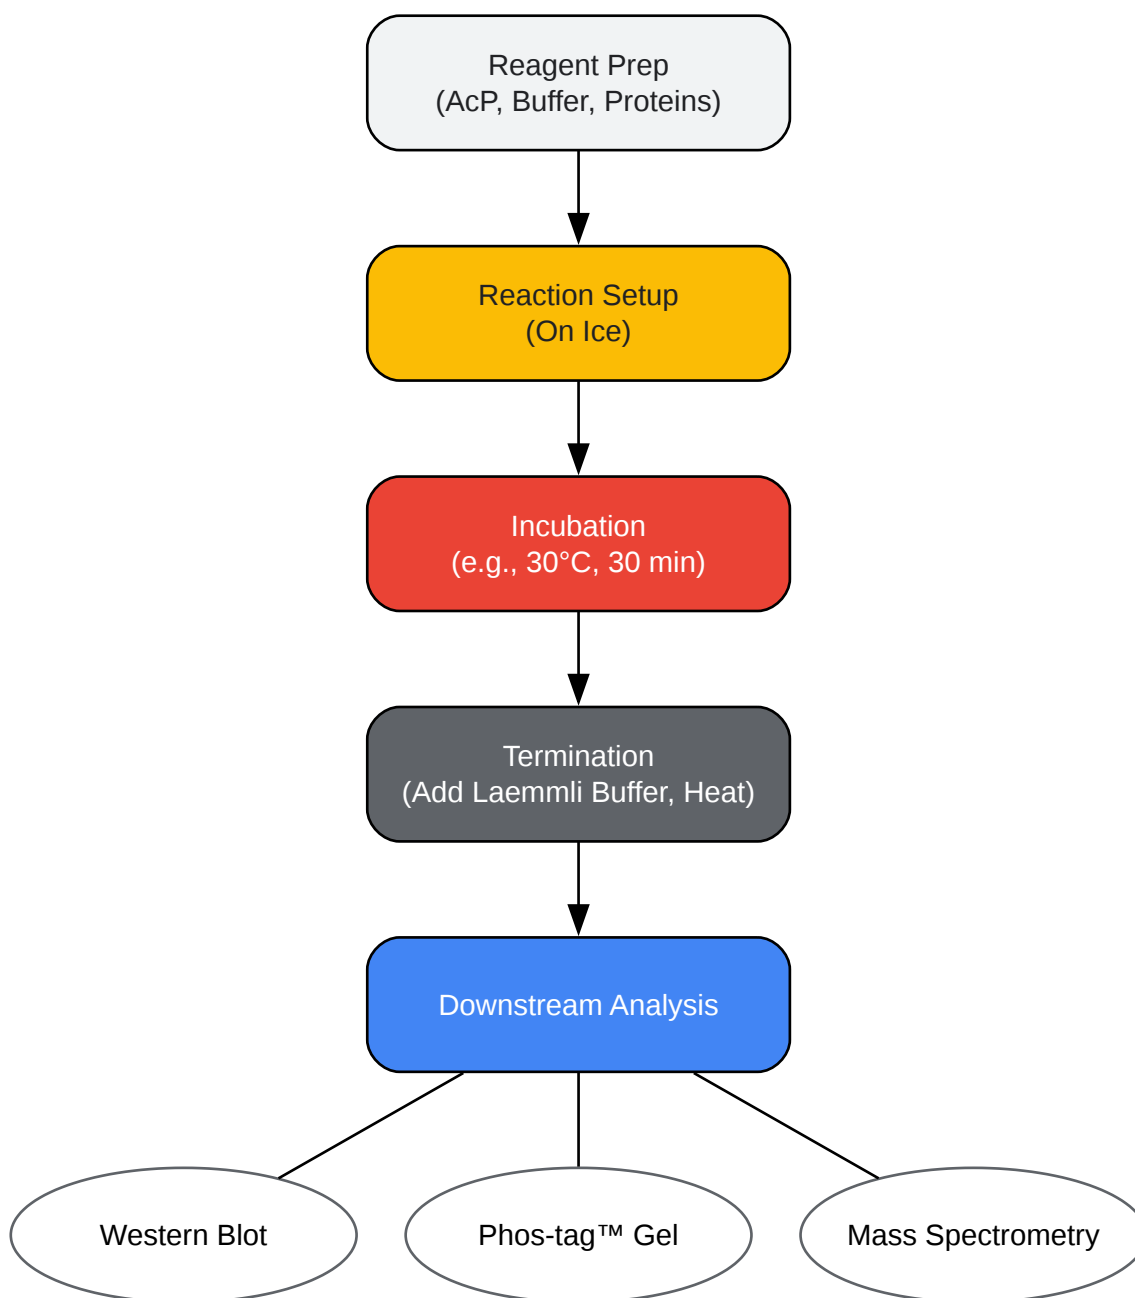 Reagent Prep
(AcP, Buffer, Proteins)
Reaction Setup
(On Ice)
Incubation
(e.g., 30°C, 30 min)
Termination
(Add Laemmli Buffer, Heat)
Downstream Analysis
Western Blot
Phos-tag™ Gel
Mass Spectrometry